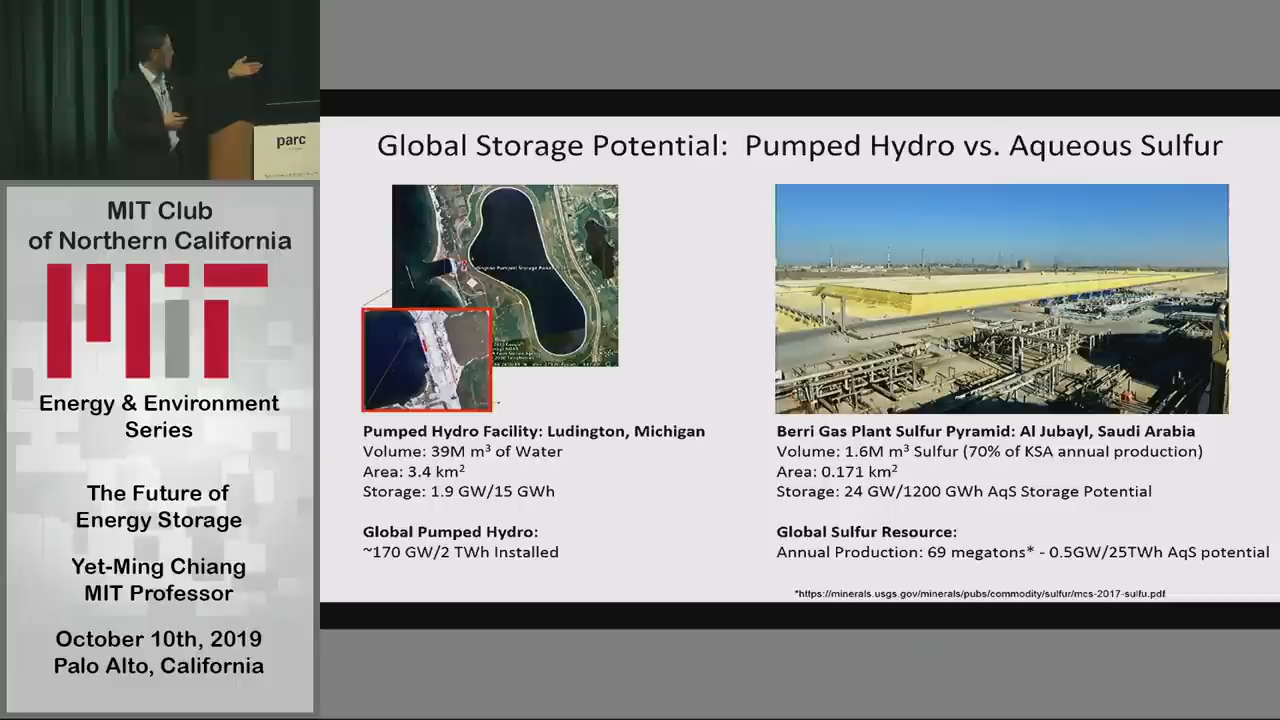 parc
MIT Club
of Northern California
MIT
Energy & Environment
Series
The Future of
Energy Storage
Yet-Ming Chiang
MIT Professor
October 10th, 2019
Palo Alto, California
Global Storage Potential: Pumped Hydro vs. Aqueous Sulfur
Pumped Hydro Facility: Ludington, Michigan
Volume: 39M m³ of Water
Area: 3.4 km²
Storage: 1.9 GW/15 GWh
Global Pumped Hydro:
~170 GW/2 TWh Installed
Berri Gas Plant Sulfur Pyramid: Al Jubayl, Saudi Arabia
Volume: 1.6M m³ Sulfur (70% of KSA annual production)
Area: 0.171 km²
Storage: 24 GW/1200 GWh AqS Storage Potential
Global Sulfur Resource:
Annual Production: 69 megatons* - 0.5GW/25TWh AqS potential
*https://minerals.usgs.gov/minerals/pubs/commodity/sulfur/mcs-2017-sulfu.pdf